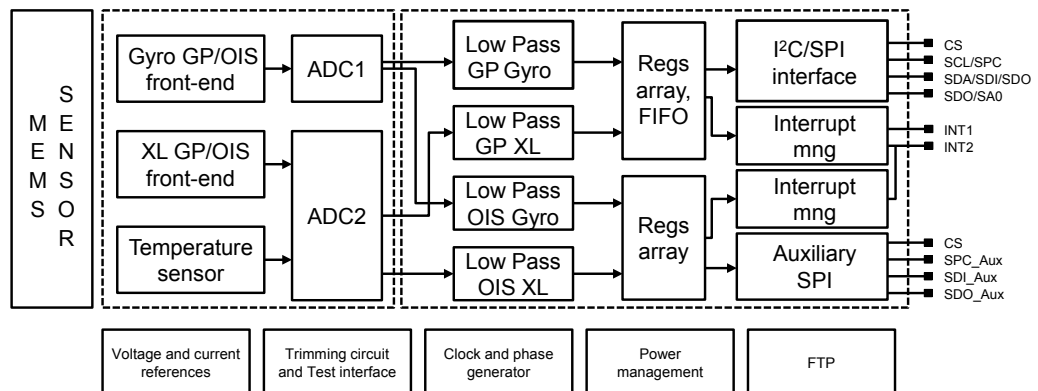 MEMS
SENSOR
Gyro GP/OIS
front-end
XL GP/OIS
front-end
Temperature
sensor
ADC1
ADC2
Low Pass
GP Gyro
Low Pass
GP XL
Low Pass
OIS Gyro
Low Pass
OIS XL
Regs
array,
FIFO
Regs
array
I²C/SPI
interface
Interrupt
mng
Interrupt
mng
Auxiliary
SPI
CS
SCL/SPC
SDA/SDI/SDO
SDO/SA0
INT1
INT2
CS
SPC_Aux
SDI_Aux
SDO_Aux
Voltage and current
references
Trimming circuit
and Test interface
Clock and phase
generator
Power
management
FTP